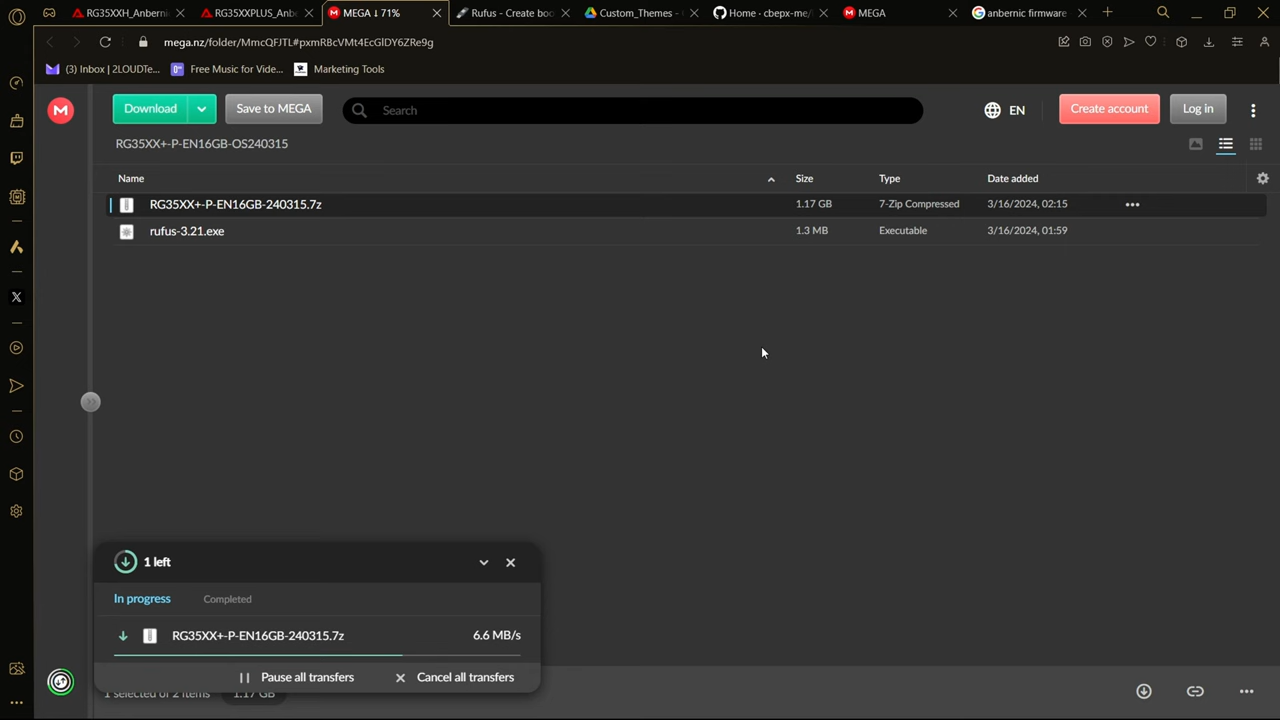 RG35XXH_Anberni
RG35XXPLUS_Anbe
MEGA ⭣ 71%
Rufus - Create boo
Custom_Themes -
Home · cbepx-me/
MEGA
anbernic firmware
mega.nz/folder/MmcQFJTL#pxmRBcVMt4EcGlDY6ZRe9g
(3) Inbox | 2LOUDTe...
Free Music for Vide...
Marketing Tools
M
Download
Save to MEGA
Search
EN
Create account
Log in
RG35XX+-P-EN16GB-OS240315
Name
Size
Type
Date added
RG35XX+-P-EN16GB-240315.7z
1.17 GB
7-Zip Compressed
3/16/2024, 02:15
rufus-3.21.exe
1.3 MB
Executable
3/16/2024, 01:59
1 left
In progress
Completed
RG35XX+-P-EN16GB-240315.7z
6.6 MB/s
Pause all transfers
Cancel all transfers
1 selected of 2 items
1.17 GB